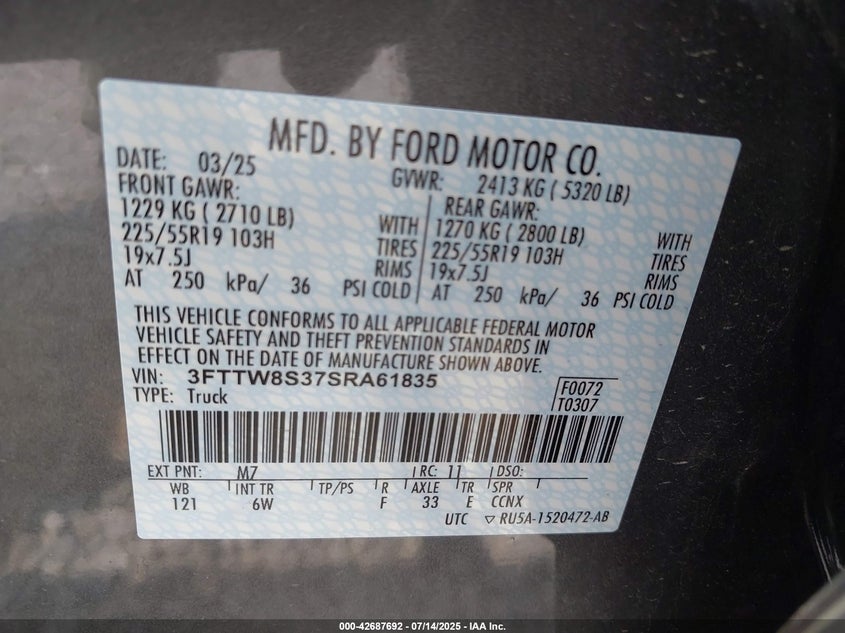 MFD. BY FORD MOTOR CO.
DATE: 03/25 GVWR: 2413 KG ( 5320 LB)
FRONT GAWR: REAR GAWR:
1229 KG ( 2710 LB) WITH 1270 KG ( 2800 LB) WITH
225/55R19 103H TIRES 225/55R19 103H TIRES
19x7.5J RIMS 19x7.5J RIMS
AT 250 kPa/ 36 PSI COLD AT 250 kPa/ 36 PSI COLD
THIS VEHICLE CONFORMS TO ALL APPLICABLE FEDERAL MOTOR
VEHICLE SAFETY AND THEFT PREVENTION STANDARDS IN
EFFECT ON THE DATE OF MANUFACTURE SHOWN ABOVE.
VIN: 3FTTW8S37SRA61835 F0072
TYPE: Truck T0307
EXT PNT: M7 RC: 11 DSO:
WB INT TR TP/PS R AXLE TR SPR
121 6W F 33 E CCNX
UTC ▽ RU5A-1520472-AB
000-42687692 - 07/14/2025 - IAA Inc.